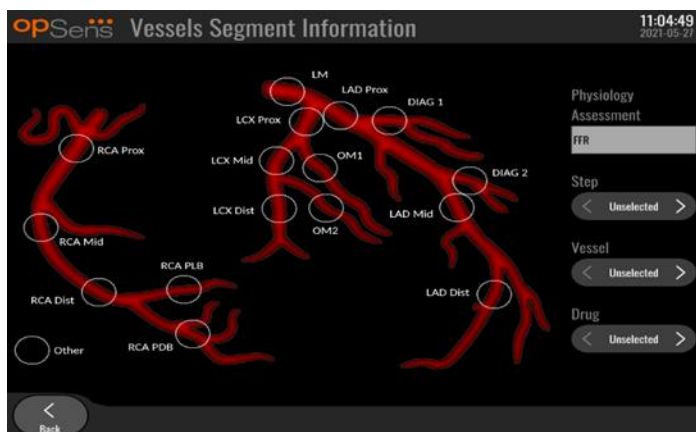 opSens Vessels Segment Information
11:04:49
2021-05-27
LM
LAD Prox
DIAG 1
LCX Prox
RCA Prox
LCX Mid
OM1
DIAG 2
LCX Dist
OM2
LAD Mid
RCA Mid
RCA PLB
RCA Dist
LAD Dist
RCA PDB
Other
Physiology
Assessment
FFR
Step
Unselected
Vessel
Unselected
Drug
Unselected
Back